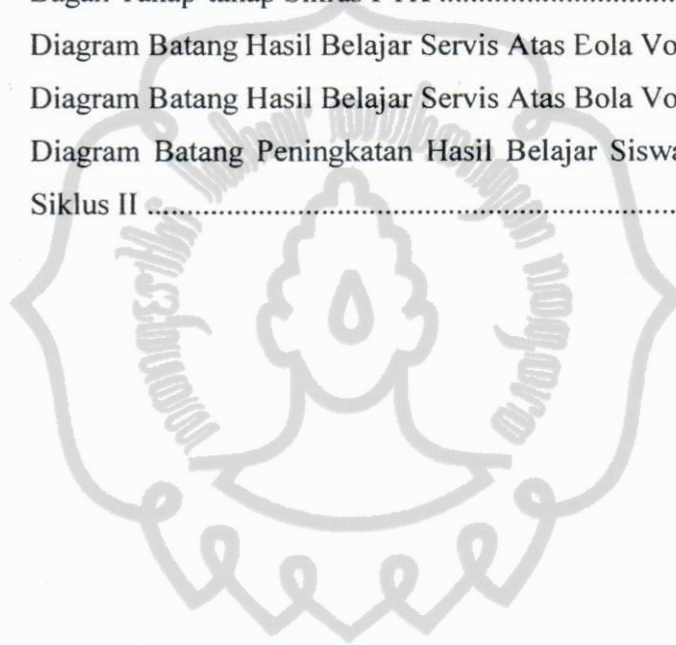 Diagram Batang Hasil Belajar Servis Atas Eola Vo
Diagram Batang Hasil Belajar Servis Atas Bola Vo
Diagram Batang Peningkatan Hasil Belajar Siswa
Siklus II ........................................................................